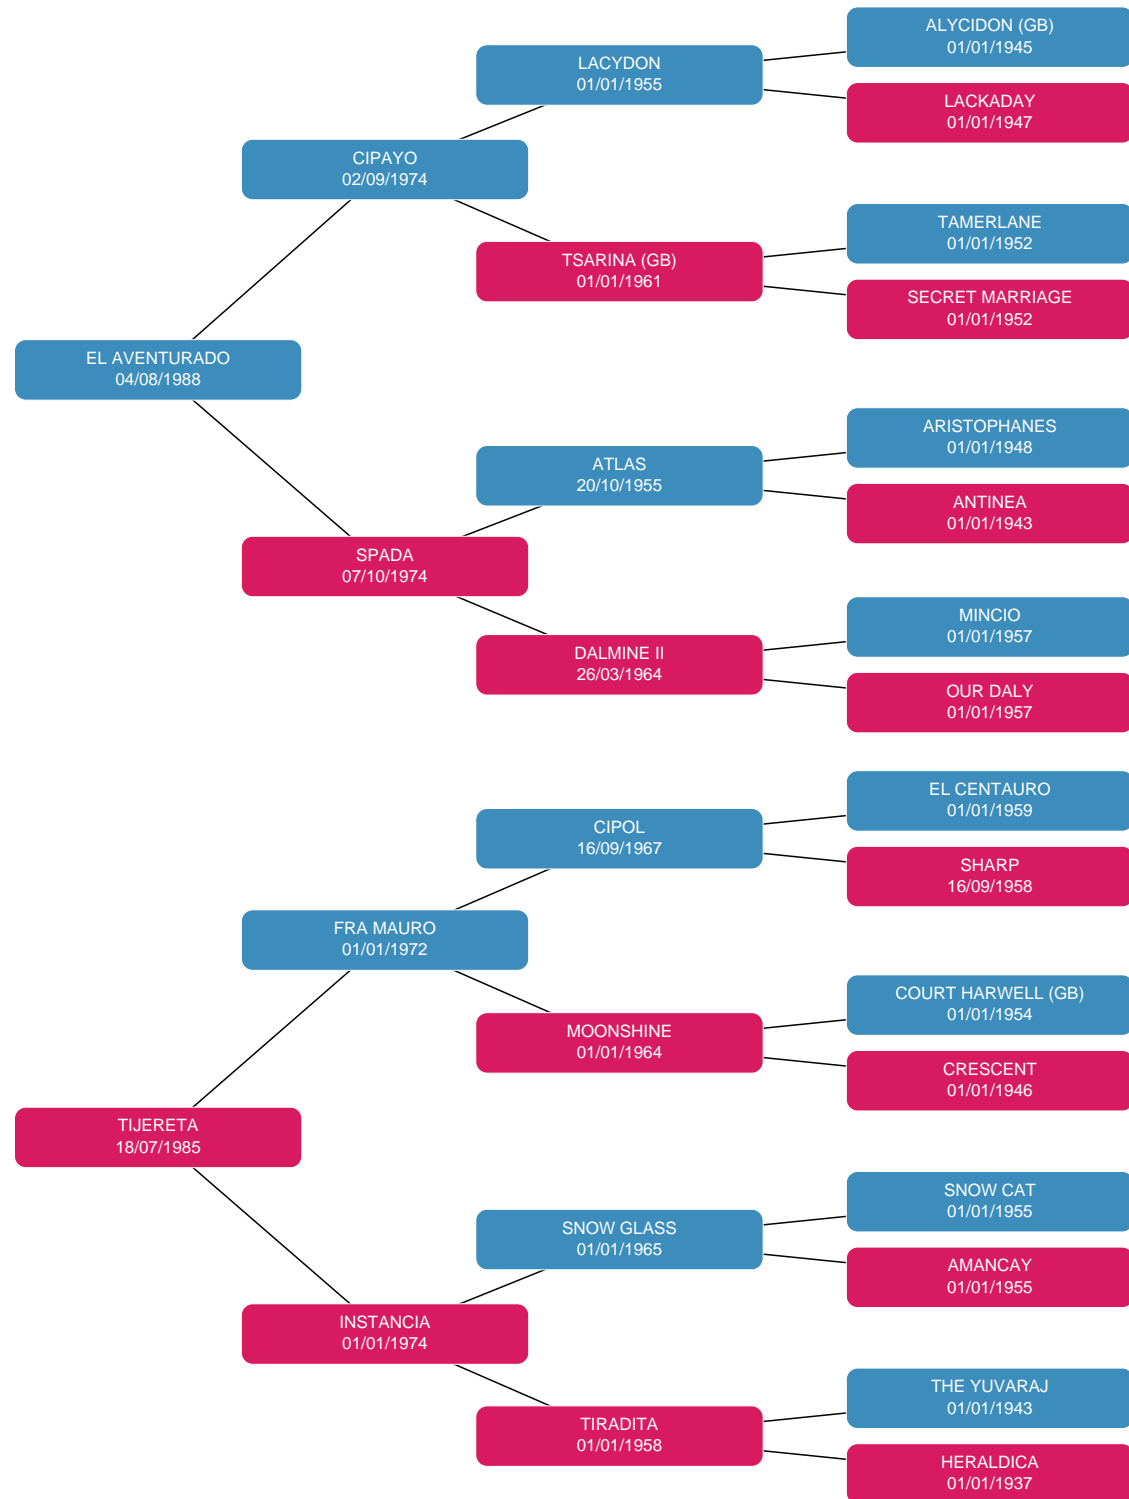 ALYCIDON (GB)
01/01/1945
LACYDON
01/01/1955
LACKADAY
01/01/1947
CIPAYO
02/09/1974
TAMERLANE
01/01/1952
TSARINA (GB)
01/01/1961
SECRET MARRIAGE
01/01/1952
EL AVENTURADO
04/08/1988
ARISTOPHANES
01/01/1948
ATLAS
20/10/1955
ANTINEA
01/01/1943
SPADA
07/10/1974
MINCIO
01/01/1957
DALMINE II
26/03/1964
OUR DALY
01/01/1957
EL CENTAURO
01/01/1959
CIPOL
16/09/1967
SHARP
16/09/1958
FRA MAURO
01/01/1972
COURT HARWELL (GB)
01/01/1954
MOONSHINE
01/01/1964
CRESCENT
01/01/1946
TIJERETA
18/07/1985
SNOW CAT
01/01/1955
SNOW GLASS
01/01/1965
AMANCAY
01/01/1955
INSTANCIA
01/01/1974
THE YUVARAJ
01/01/1943
TIRADITA
01/01/1958
HERALDICA
01/01/1937